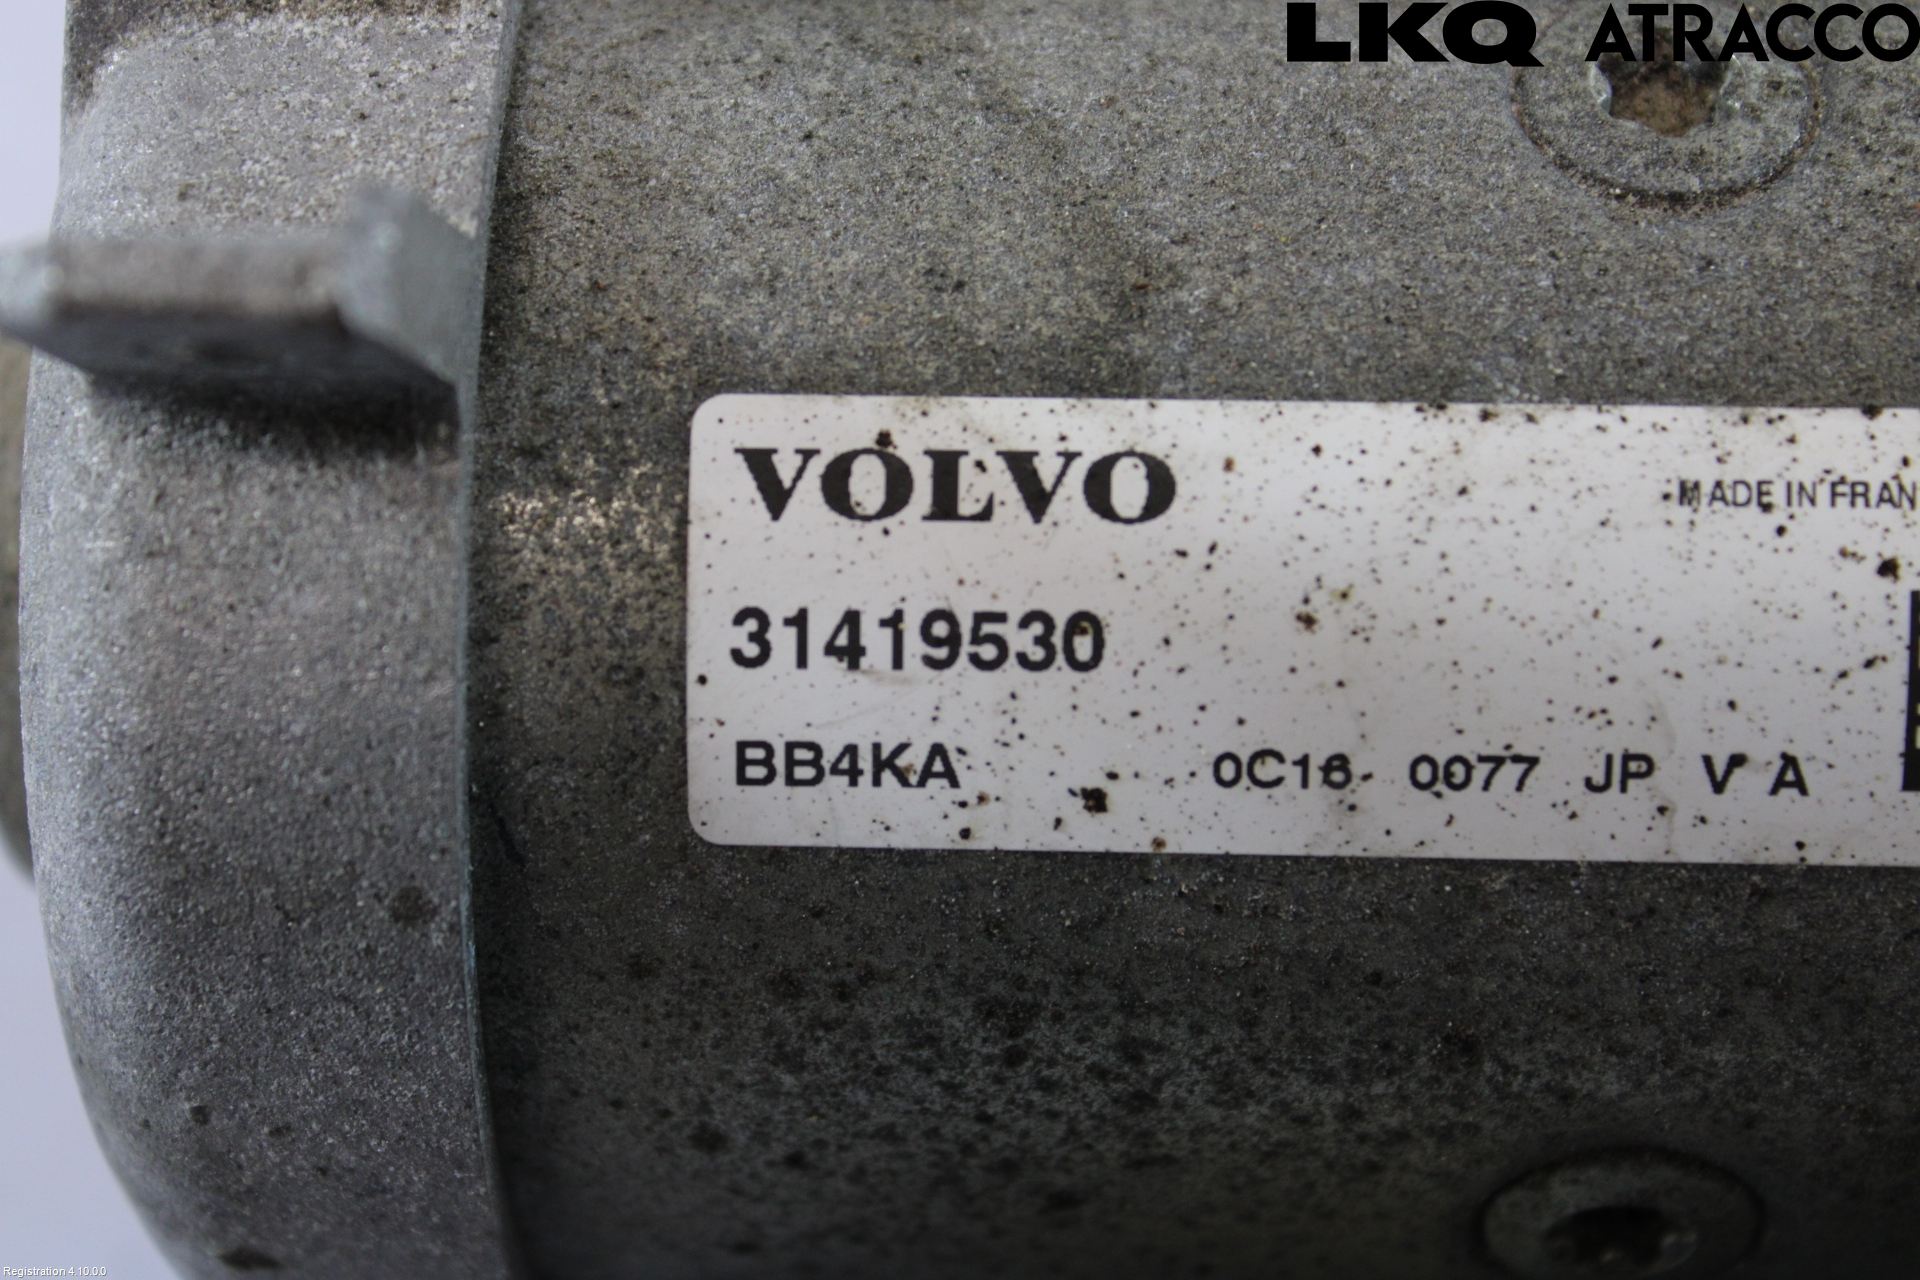 LKQ ATRACCO
VOLVO
MADE IN FRAN
31419530
BB4KA 0C16 0077 JP V A
Registration 4.10.0.0